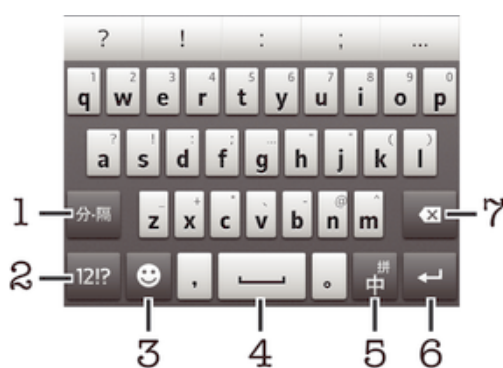 ? ! : ; ...
1 2 3 4 5 6 7 8 9 0
q w e r t y u i o p
? ! : ; ... ( )
a s d f g h j k l
1 分·隔 z x c v b n @ m 7
2 12!? , 。 拼 中
3 4 5 6